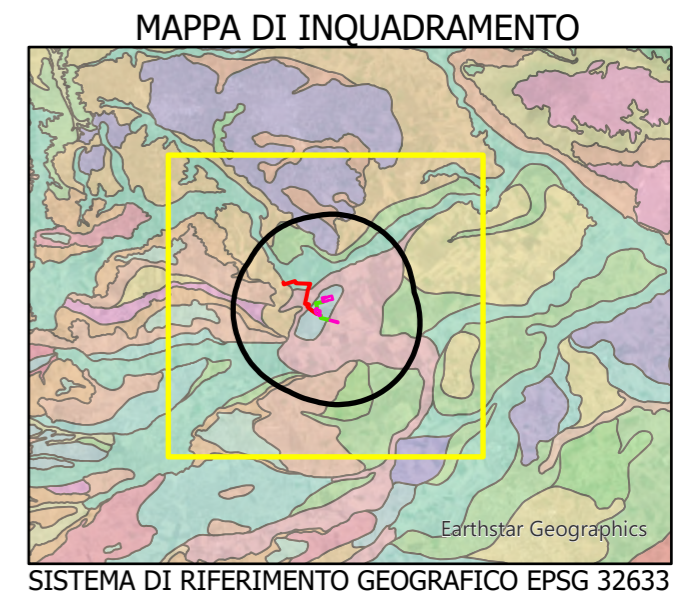 MAPPA DI INQUADRAMENTO
Earthstar Geographics
SISTEMA DI RIFERIMENTO GEOGRAFICO EPSG 32633